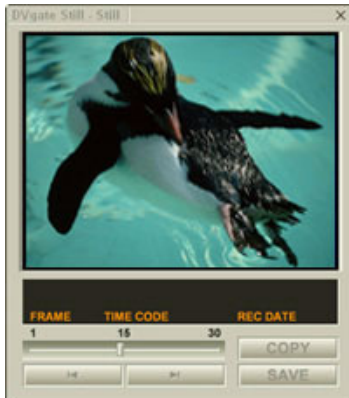 DVgate Still - Still
FRAME TIME CODE REC DATE
1 15 30
COPY
SAVE